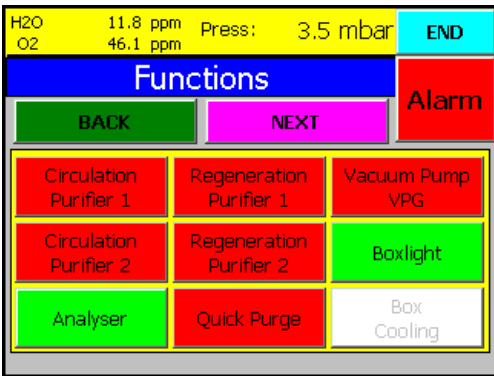 H2O 11.8 ppm Press: 3.5 mbar END
O2 46.1 ppm
Functions
Alarm
BACK NEXT
Circulation Purifier 1
Regeneration Purifier 1
Vacuum Pump VPG
Circulation Purifier 2
Regeneration Purifier 2
Boxlight
Analyser
Quick Purge
Box Cooling